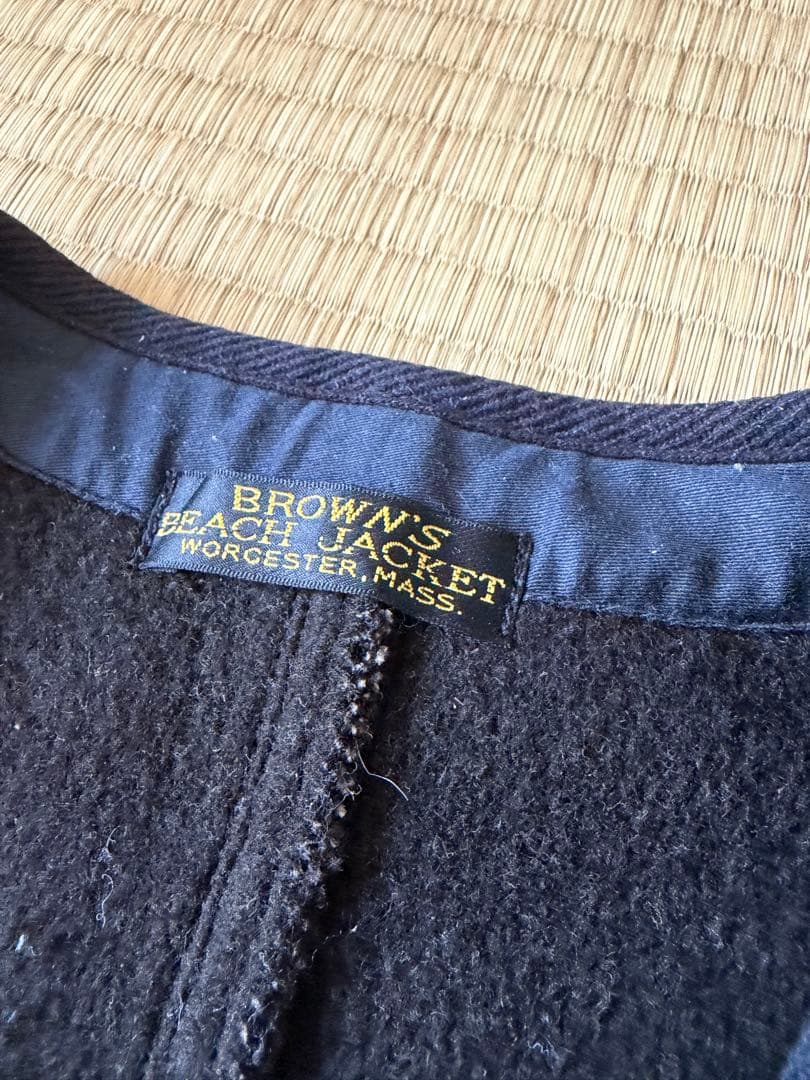 BROWN'S
BEACH JACKET
WORCESTER, MASS.